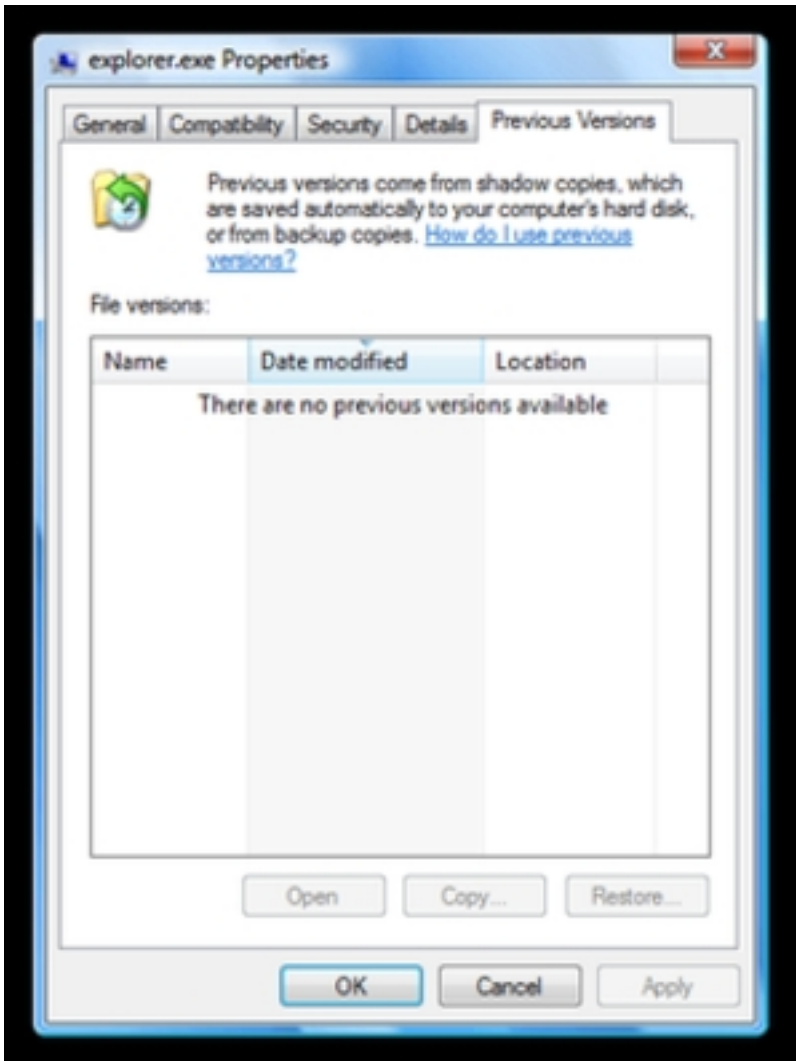 explorer.exe Properties
X
General Compatibility Security Details Previous Versions
Previous versions come from shadow copies, which
are saved automatically to your computer's hard disk,
or from backup copies. How do I use previous
versions?
File versions:
Name Date modified Location
There are no previous versions available
Open Copy... Restore...
OK Cancel Apply